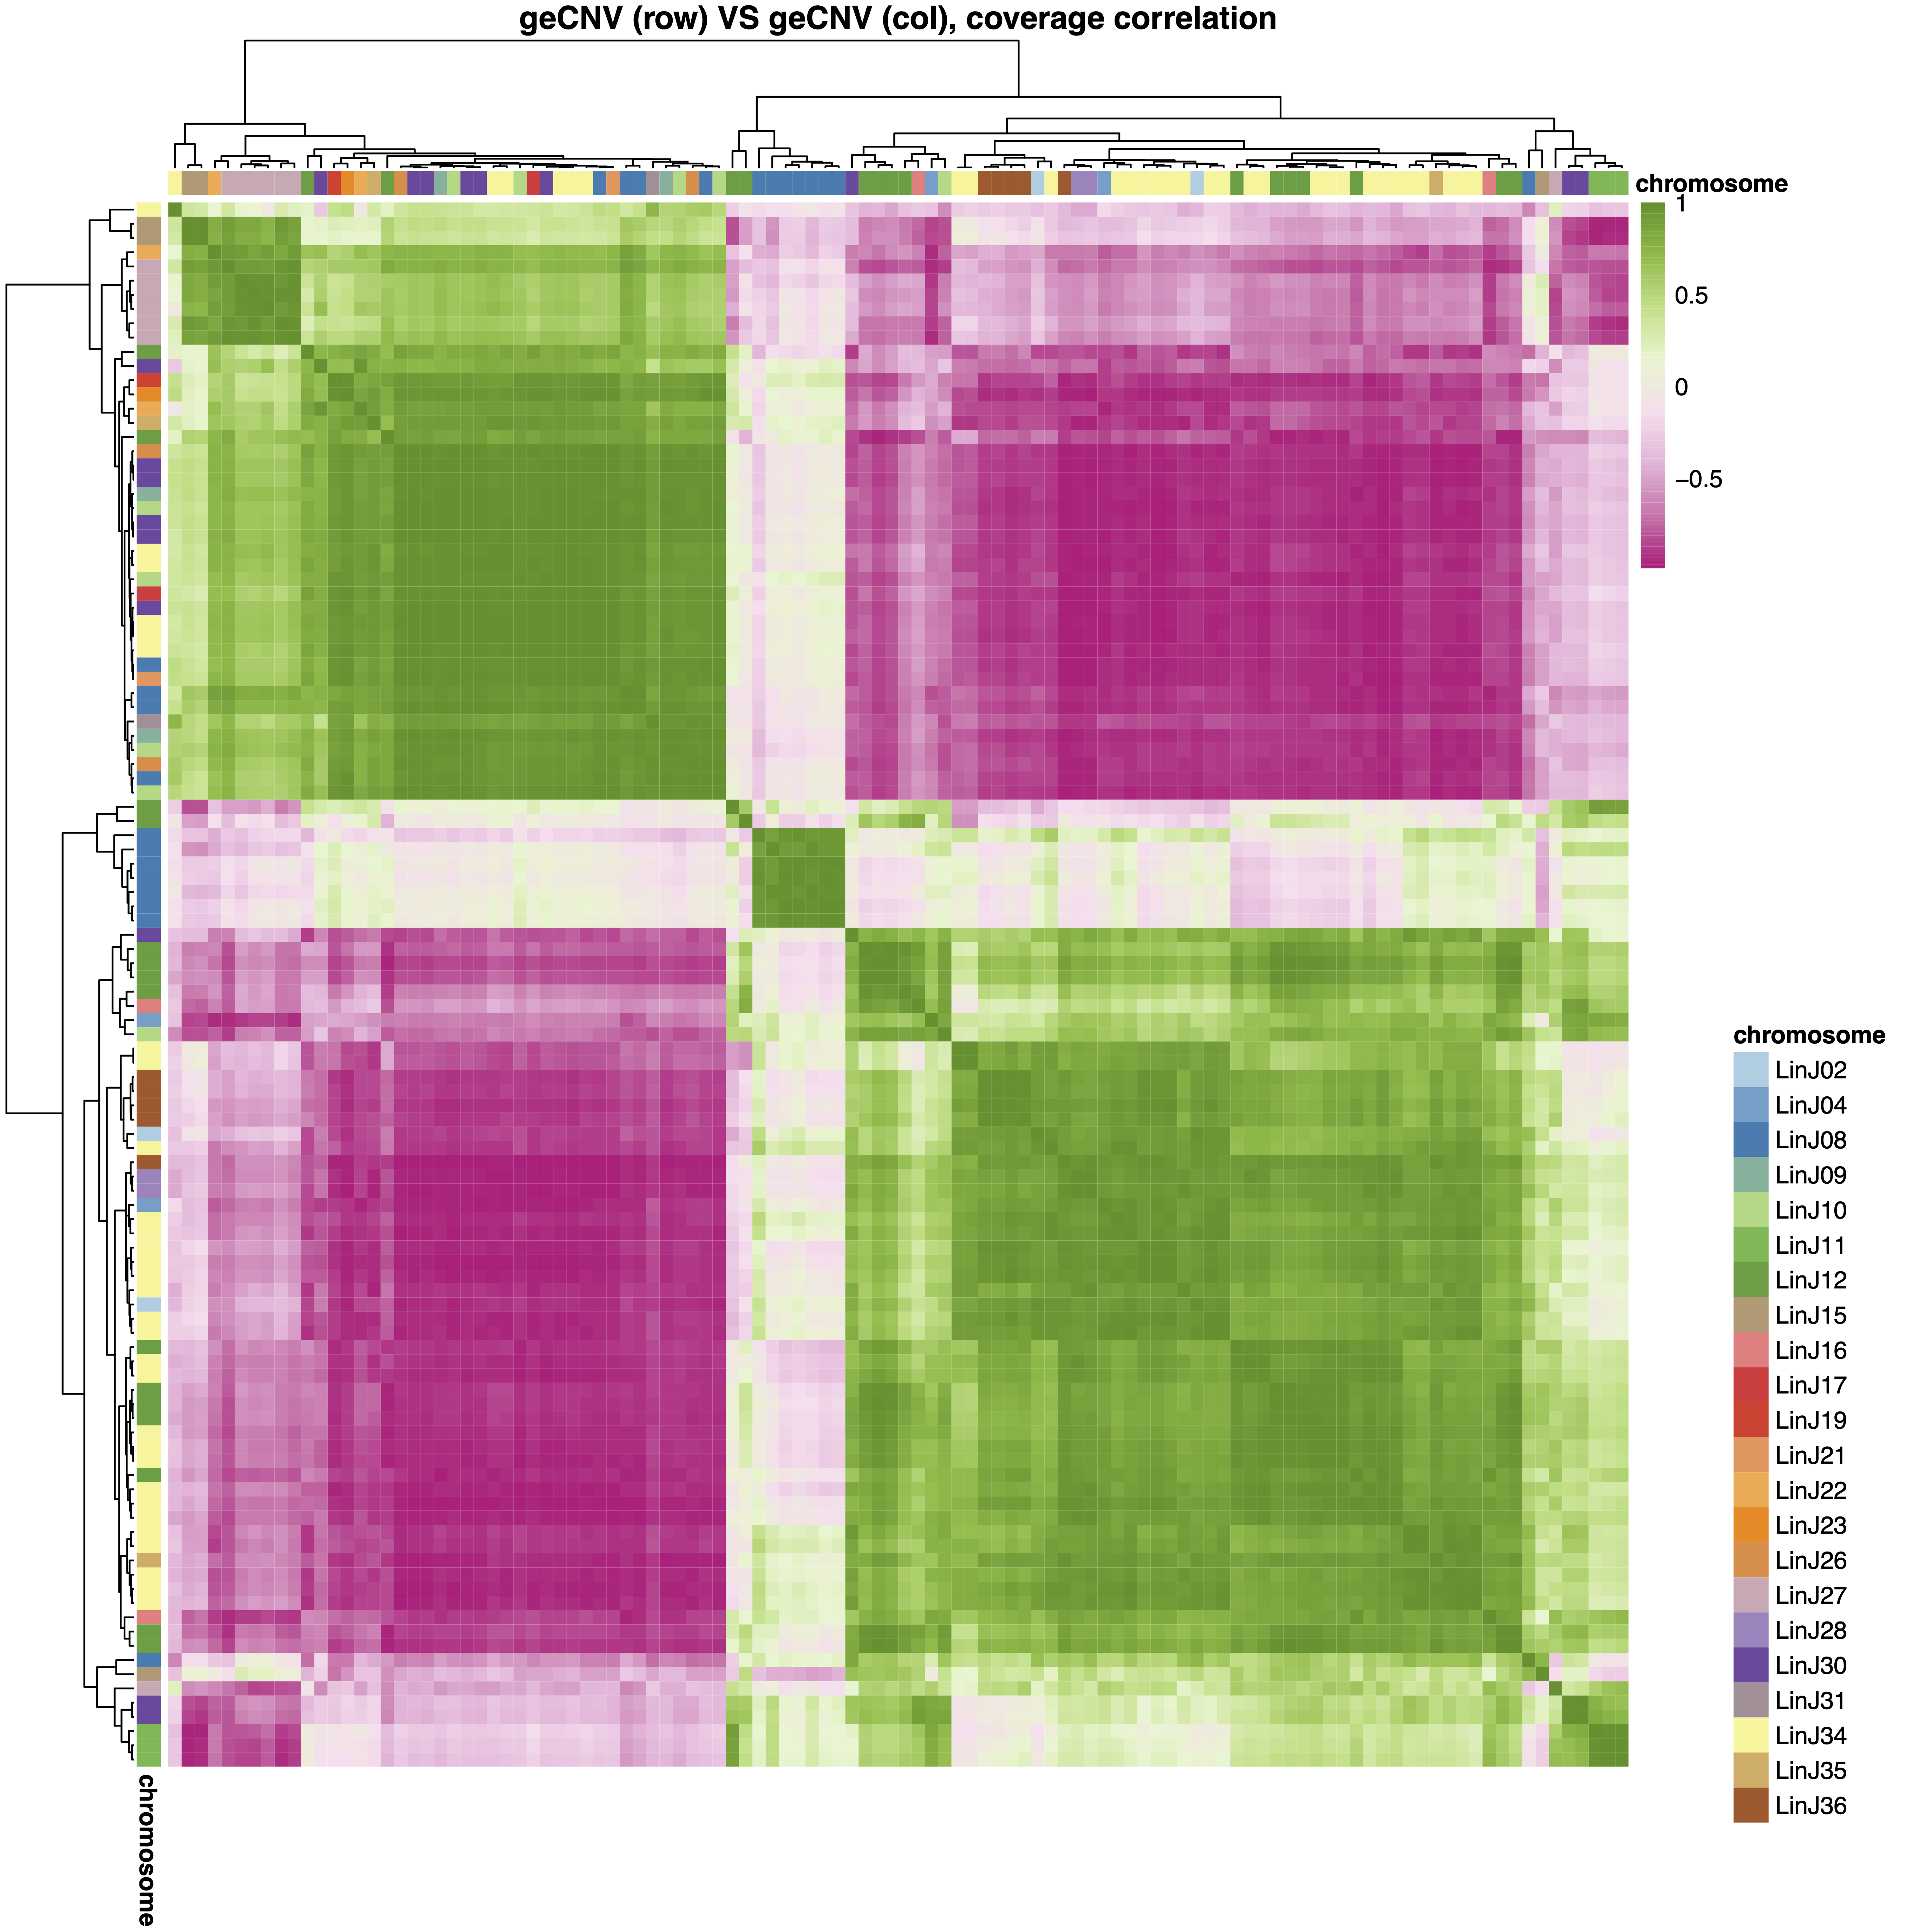 geCNV (row) VS geCNV (col), coverage correlation
chromosome
1
0.5
0
−0.5
chromosome
LinJ02
LinJ04
LinJ08
LinJ09
LinJ10
LinJ11
LinJ12
LinJ15
LinJ16
LinJ17
LinJ19
LinJ21
LinJ22
LinJ23
LinJ26
LinJ27
LinJ28
LinJ30
LinJ31
LinJ34
LinJ35
LinJ36
chromosome